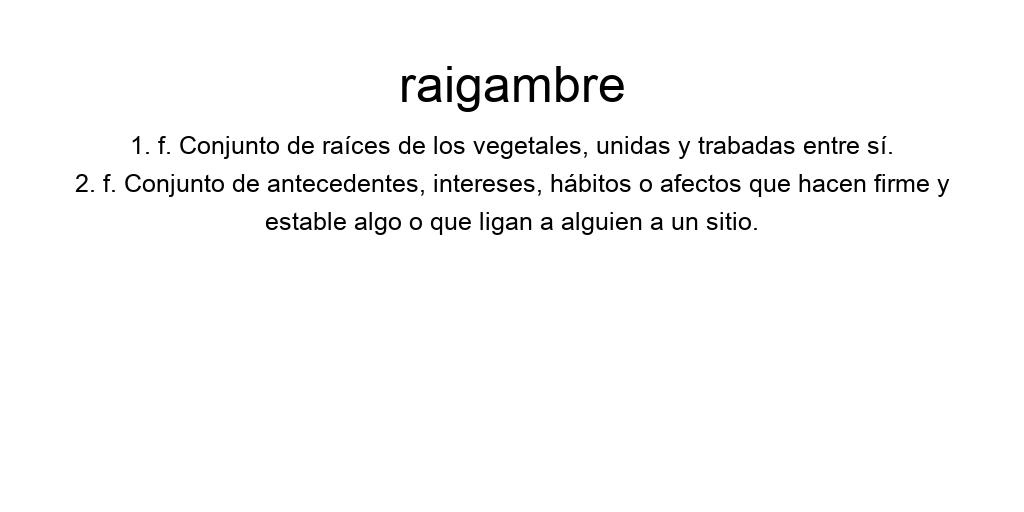 raigambre
1. f. Conjunto de raíces de los vegetales, unidas y trabadas entre sí.
2. f. Conjunto de antecedentes, intereses, hábitos o afectos que hacen firme y
estable algo o que ligan a alguien a un sitio.